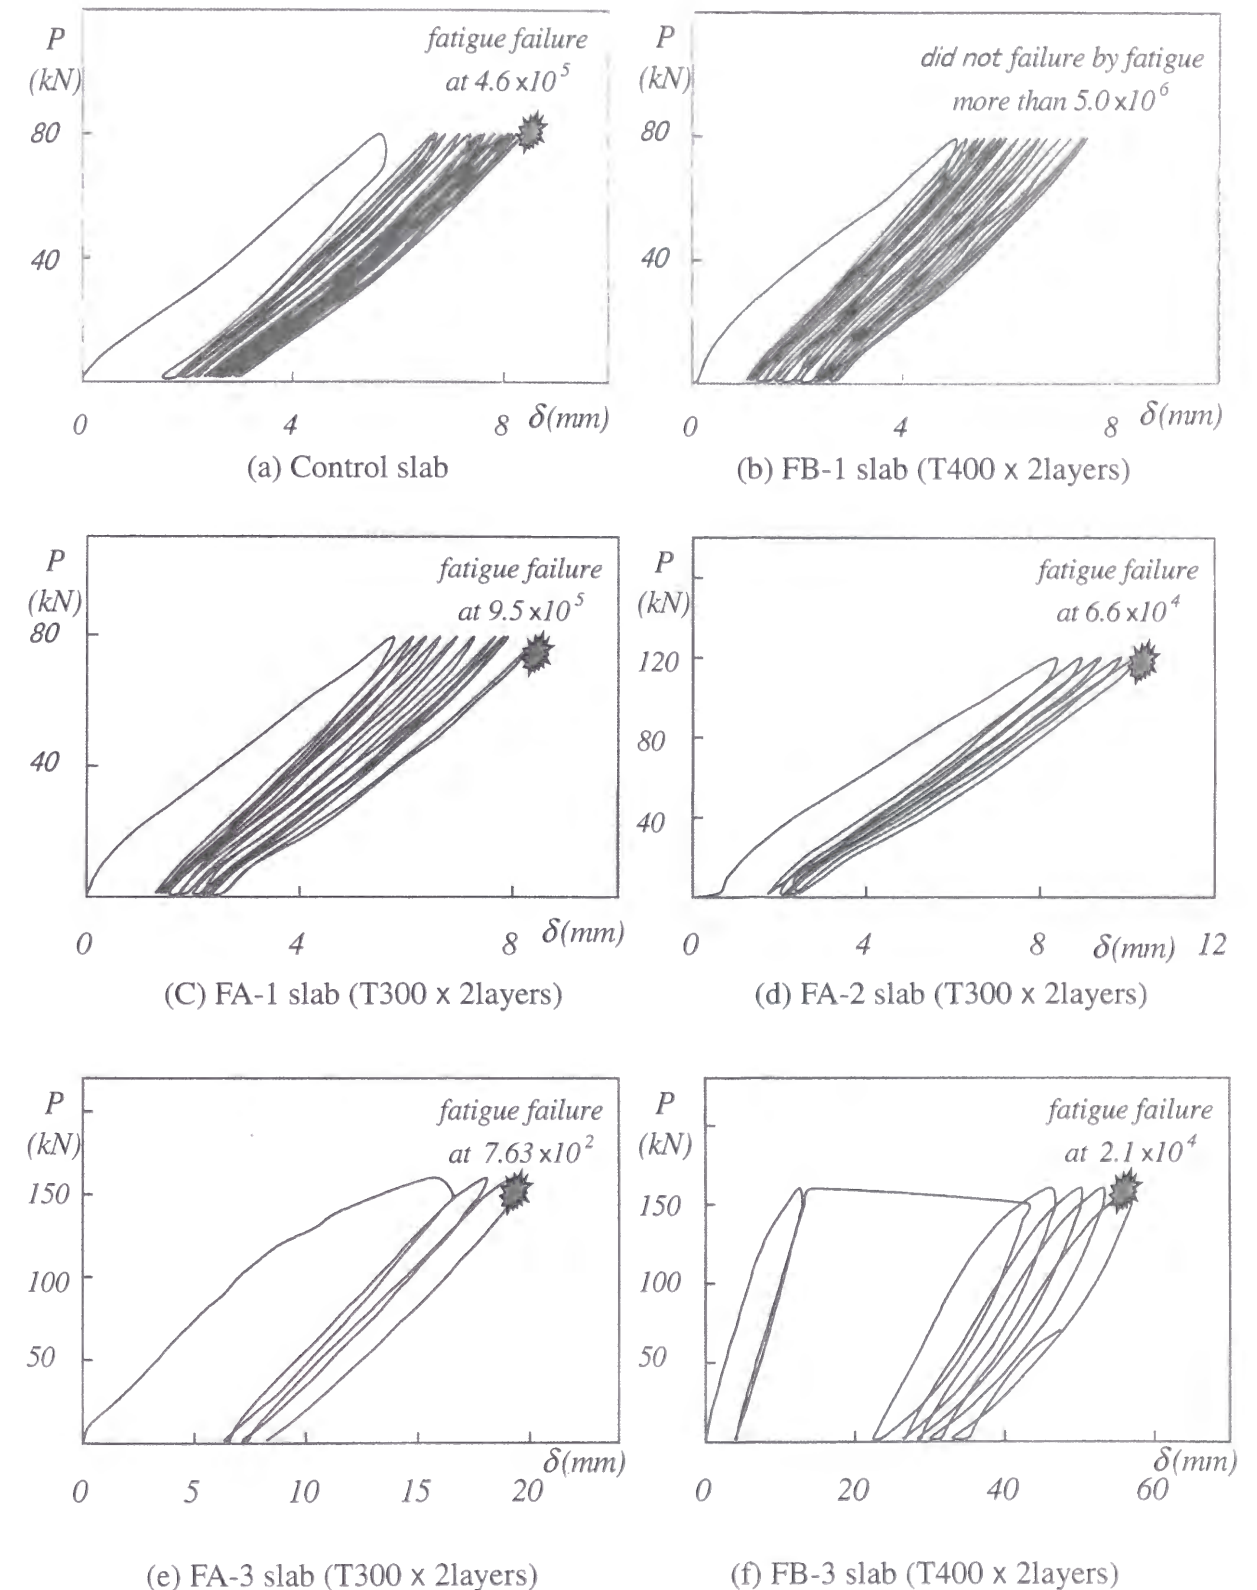 P
(kN)
80
40
fatigue failure
at 4.6 x10^5
0 4 8 δ(mm)
(a) Control slab
P
(kN)
80
40
did not failure by fatigue
more than 5.0 x10^6
0 4 8 δ(mm)
(b) FB-1 slab (T400 x 2layers)
P
(kN)
80
40
fatigue failure
at 9.5 x10^5
0 4 8 δ(mm)
(C) FA-1 slab (T300 x 2layers)
P
(kN)
120
80
40
fatigue failure
at 6.6 x10^4
0 4 8 δ(mm) 12
(d) FA-2 slab (T300 x 2layers)
P
(kN)
150
100
50
fatigue failure
at 7.63 x10^2
δ(mm)
0 5 10 15 20
(e) FA-3 slab (T300 x 2layers)
P
(kN)
150
100
50
fatigue failure
at 2.1 x10^4
δ(mm)
0 20 40 60
(f) FB-3 slab (T400 x 2layers)